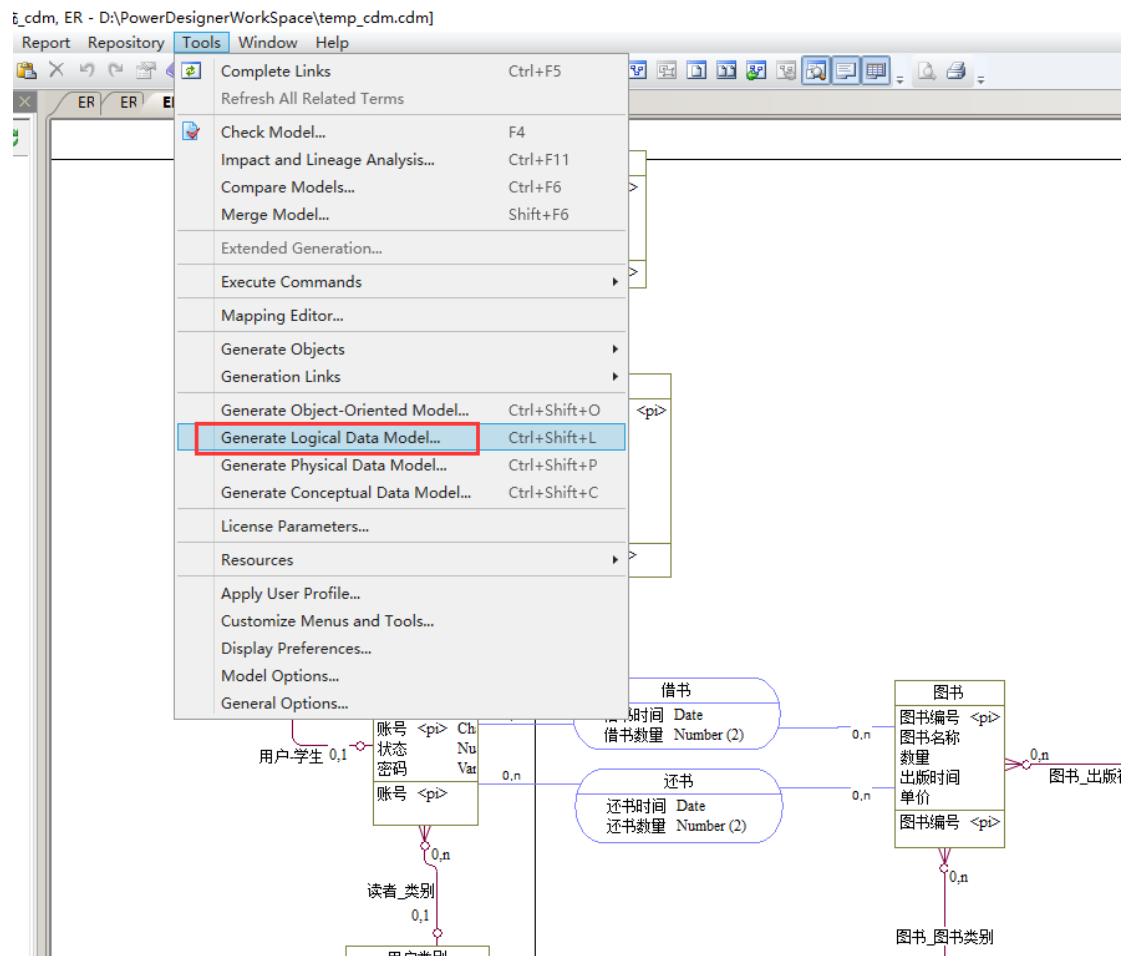 _cdm, ER - D:\PowerDesignerWorkSpace\temp_cdm.cdm]
Report Repository Tools Window Help
ER ER
Complete Links Ctrl+F5
Refresh All Related Terms
Check Model... F4
Impact and Lineage Analysis... Ctrl+F11
Compare Models... Ctrl+F6
Merge Model... Shift+F6
Extended Generation...
Execute Commands
Mapping Editor...
Generate Objects
Generation Links
Generate Object-Oriented Model... Ctrl+Shift+O
<pi>
Generate Logical Data Model... Ctrl+Shift+L
Generate Physical Data Model... Ctrl+Shift+P
Generate Conceptual Data Model... Ctrl+Shift+C
License Parameters...
Resources
Apply User Profile...
Customize Menus and Tools...
Display Preferences...
Model Options...
General Options...
借书
借书时间 Date
借书数量 Number (2)
图书
图书编号 <pi>
图书名称
数量
出版时间
单价
图书编号 <pi>
0,n
0,n
图书_出版
账号 <pi> Ch
状态 Nu
密码 Var
账号 <pi>
用户-学生 0,1
0,n
还书
还书时间 Date
还书数量 Number (2)
0,n
0,n
读者_类别
0,1
用户类别
0,n
图书_图书类别